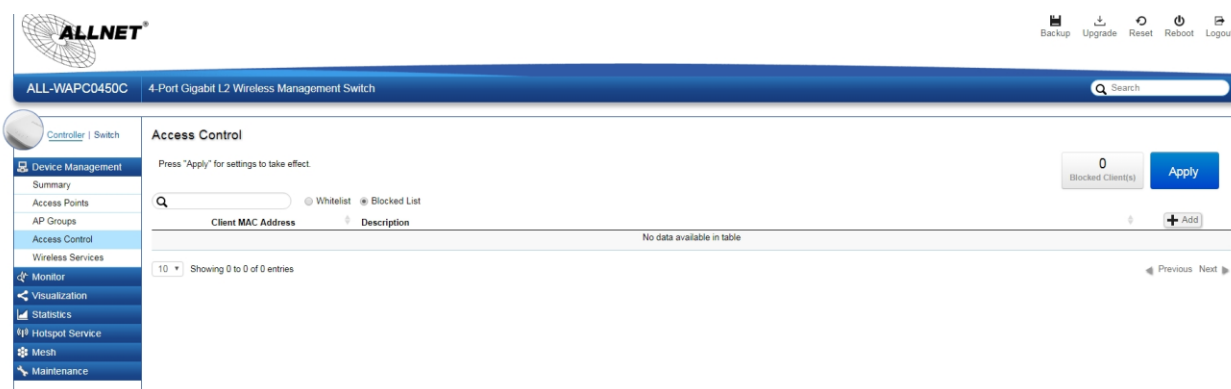 ALLNET®
Backup Upgrade Reset Reboot Logou
ALL-WAPC0450C 4-Port Gigabit L2 Wireless Management Switch
Search
Controller | Switch
Access Control
Device Management
Summary
Access Points
AP Groups
Access Control
Wireless Services
Monitor
Visualization
Statistics
Hotspot Service
Mesh
Maintenance
Press "Apply" for settings to take effect.
0
Blocked Client(s)
Apply
Whitelist Blocked List
Client MAC Address Description
Add
No data available in table
10 Showing 0 to 0 of 0 entries
Previous Next